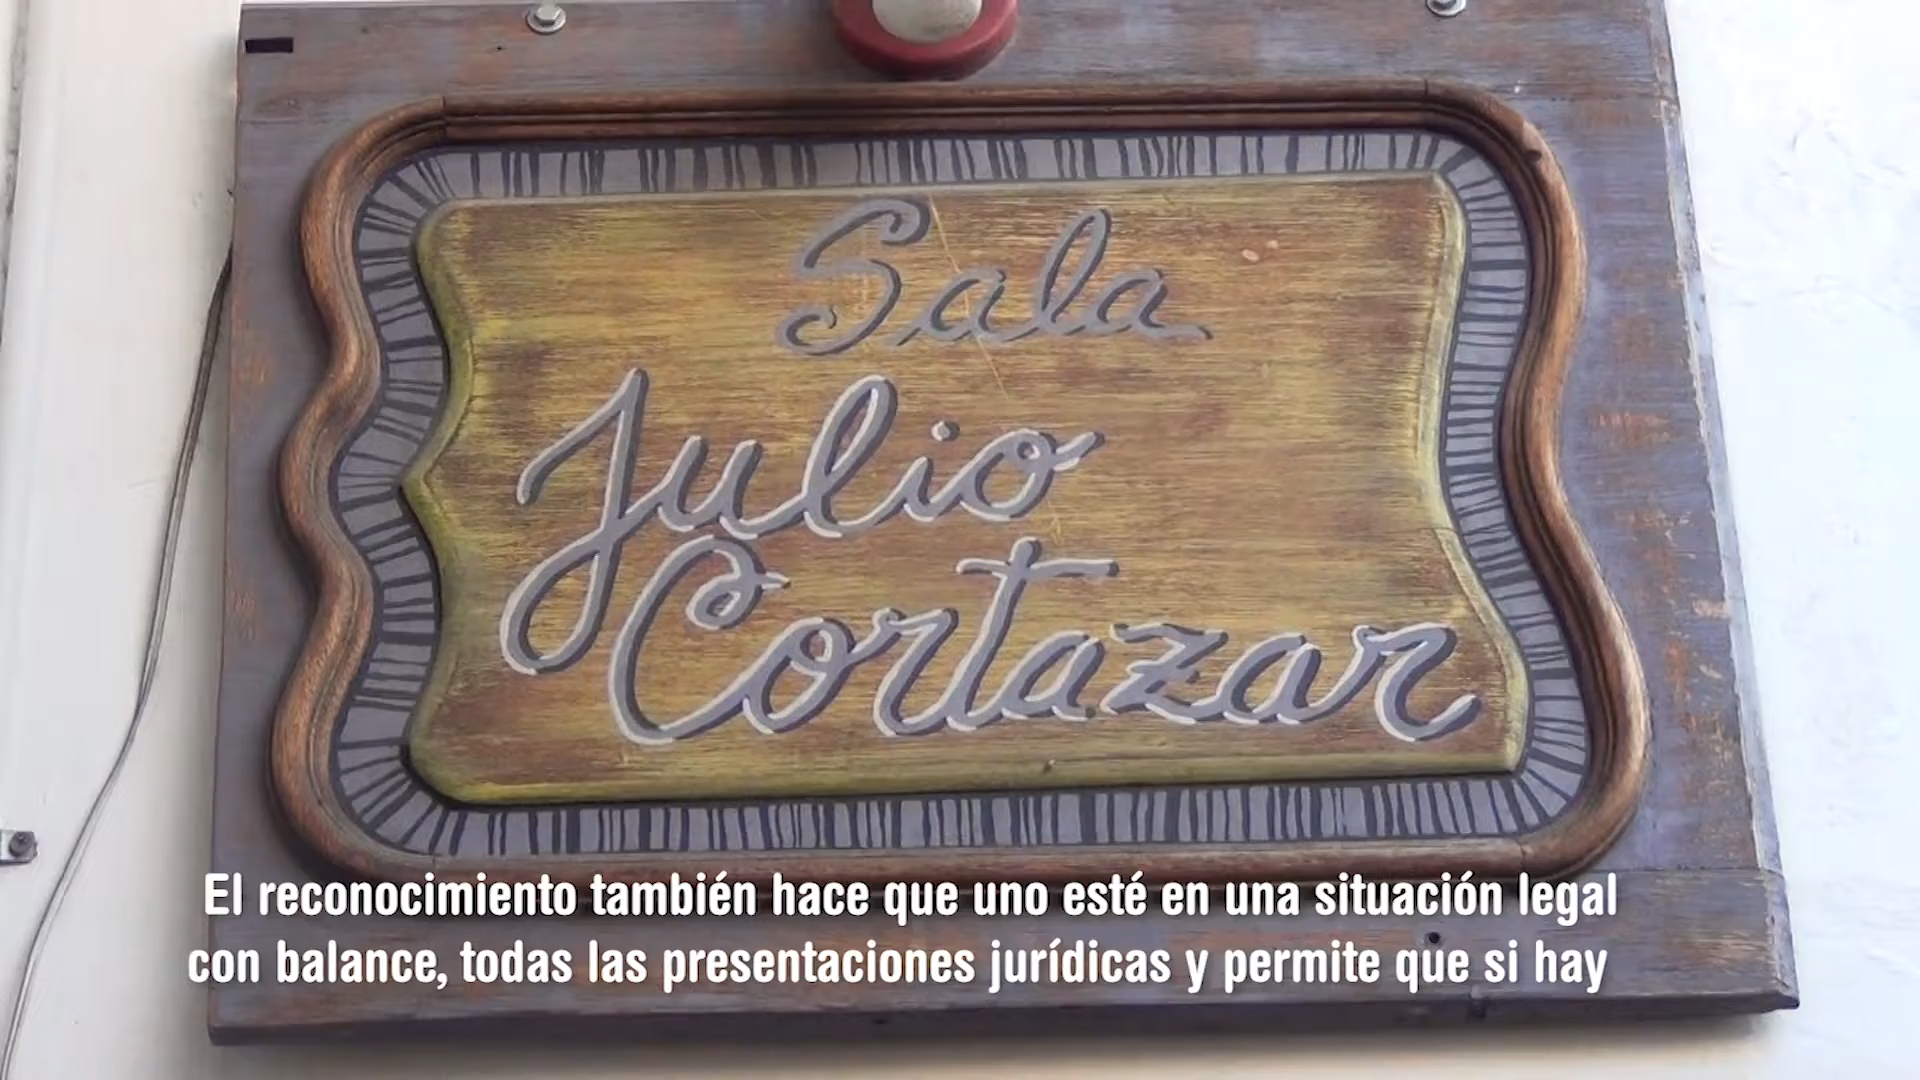 Sala
Julio
Cortazar
El reconocimiento también hace que uno esté en una situación legal
con balance, todas las presentaciones jurídicas y permite que si hay